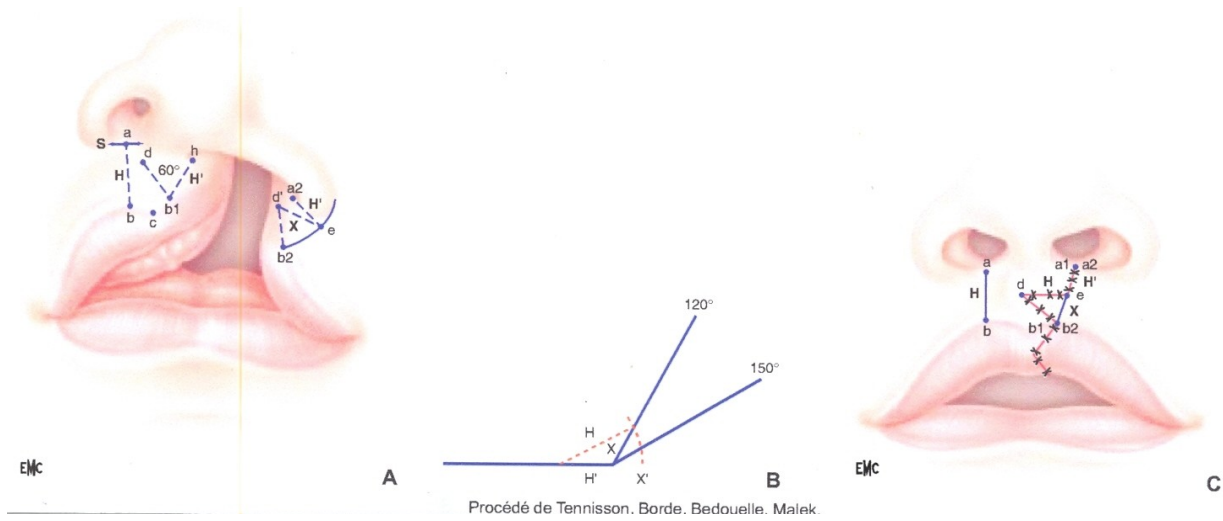 S
a
d
h
60°
H
H'
b
c
b1
a2
d'
H'
X
e
b2
EMC
A
120°
150°
H
X
H'
X'
B
a
H
b
d
H
a1
a2
H'
e
X
b1
b2
EMC
C
Procédé de Tennisson, Borde, Bedouelle, Malek.